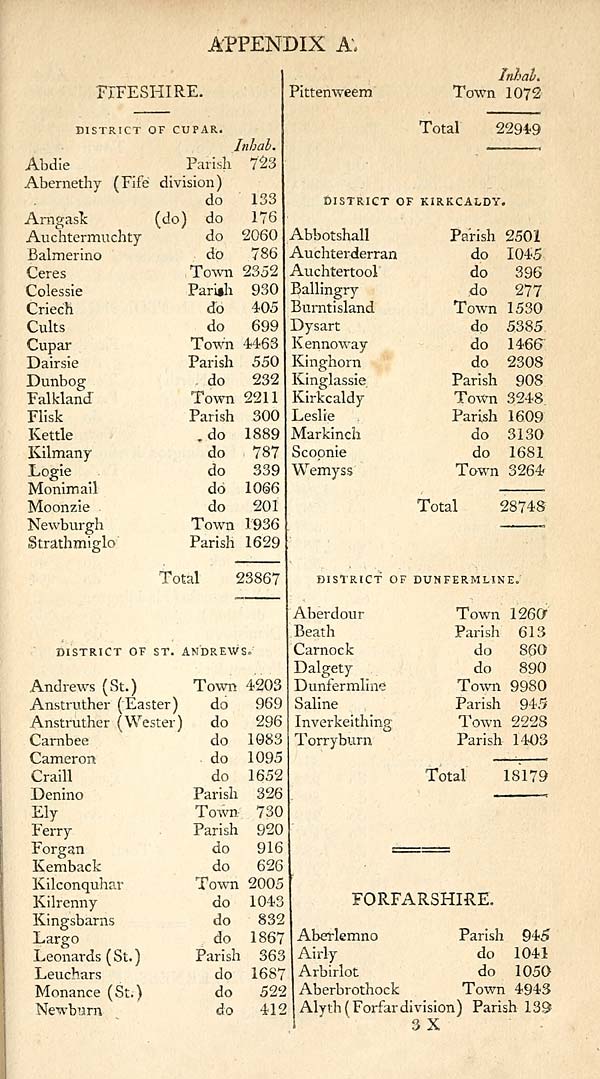 APPENDIX A.
FIFESHIRE.
DISTRICT OF CUPAR.
Inhab.
Abdie Parish 723
Abernethy (Fife division)
do 133
Arngask (do) do 176
Auchtermuchty do 2060
Balmerino do 786
Ceres Town 2352
Colessie Parish 930
Criech do 405
Cults do 699
Cupar Town 4463
Dairsie Parish 550
Dunbog do 232
Falkland Town 2211
Flisk Parish 300
Kettle do 1889
Kilmany do 787
Logie do 339
Monimail do 1066
Moonzie do 201
Newburgh Town 1936
Strathmiglo Parish 1629
Total 23867
DISTRICT OF ST. ANDREWS.
Andrews (St.) Town 4203
Anstruther (Easter) do 969
Anstruther (Wester) do 296
Carnbee do 1083
Cameron do 1095
Craill do 1652
Denino Parish 326
Ely Town 730
Ferry Parish 920
Forgan do 916
Kemback do 626
Kilconquhar Town 2005
Kilrenny do 1043
Kingsbarns do 832
Largo do 1867
Leonards (St.) Parish 363
Leuchars do 1687
Monance (St.) do 522
Newburn do 412
Inhab.
Pittenweem Town 1072
Total 22949
DISTRICT OF KIRKCALDY.
Abbotshall Parish 2501
Auchterderran do 1045
Auchtertool do 396
Ballingry do 277
Burntisland Town 1530
Dysart do 5385
Kennoway do 1466
Kinghorn do 2308
Kinglassie Parish 908
Kirkcaldy Town 3248
Leslie Parish 1609
Markinch do 3130
Scoonie do 1681
Wemyss Town 3264
Total 28748
DISTRICT OF DUNFERMLINE.
Aberdour Town 1260
Beath Parish 613
Carnock do 860
Dalgety do 890
Dunfermline Town 9980
Saline Parish 945
Inverkeithing Town 2228
Torryburn Parish 1403
Total 18179
FORFARSHIRE.
Aberlemno Parish 945
Airly do 1041
Arbirlot do 1050
Aberbrothock Town 4943
Alyth (Forfar division) Parish 139
3 X